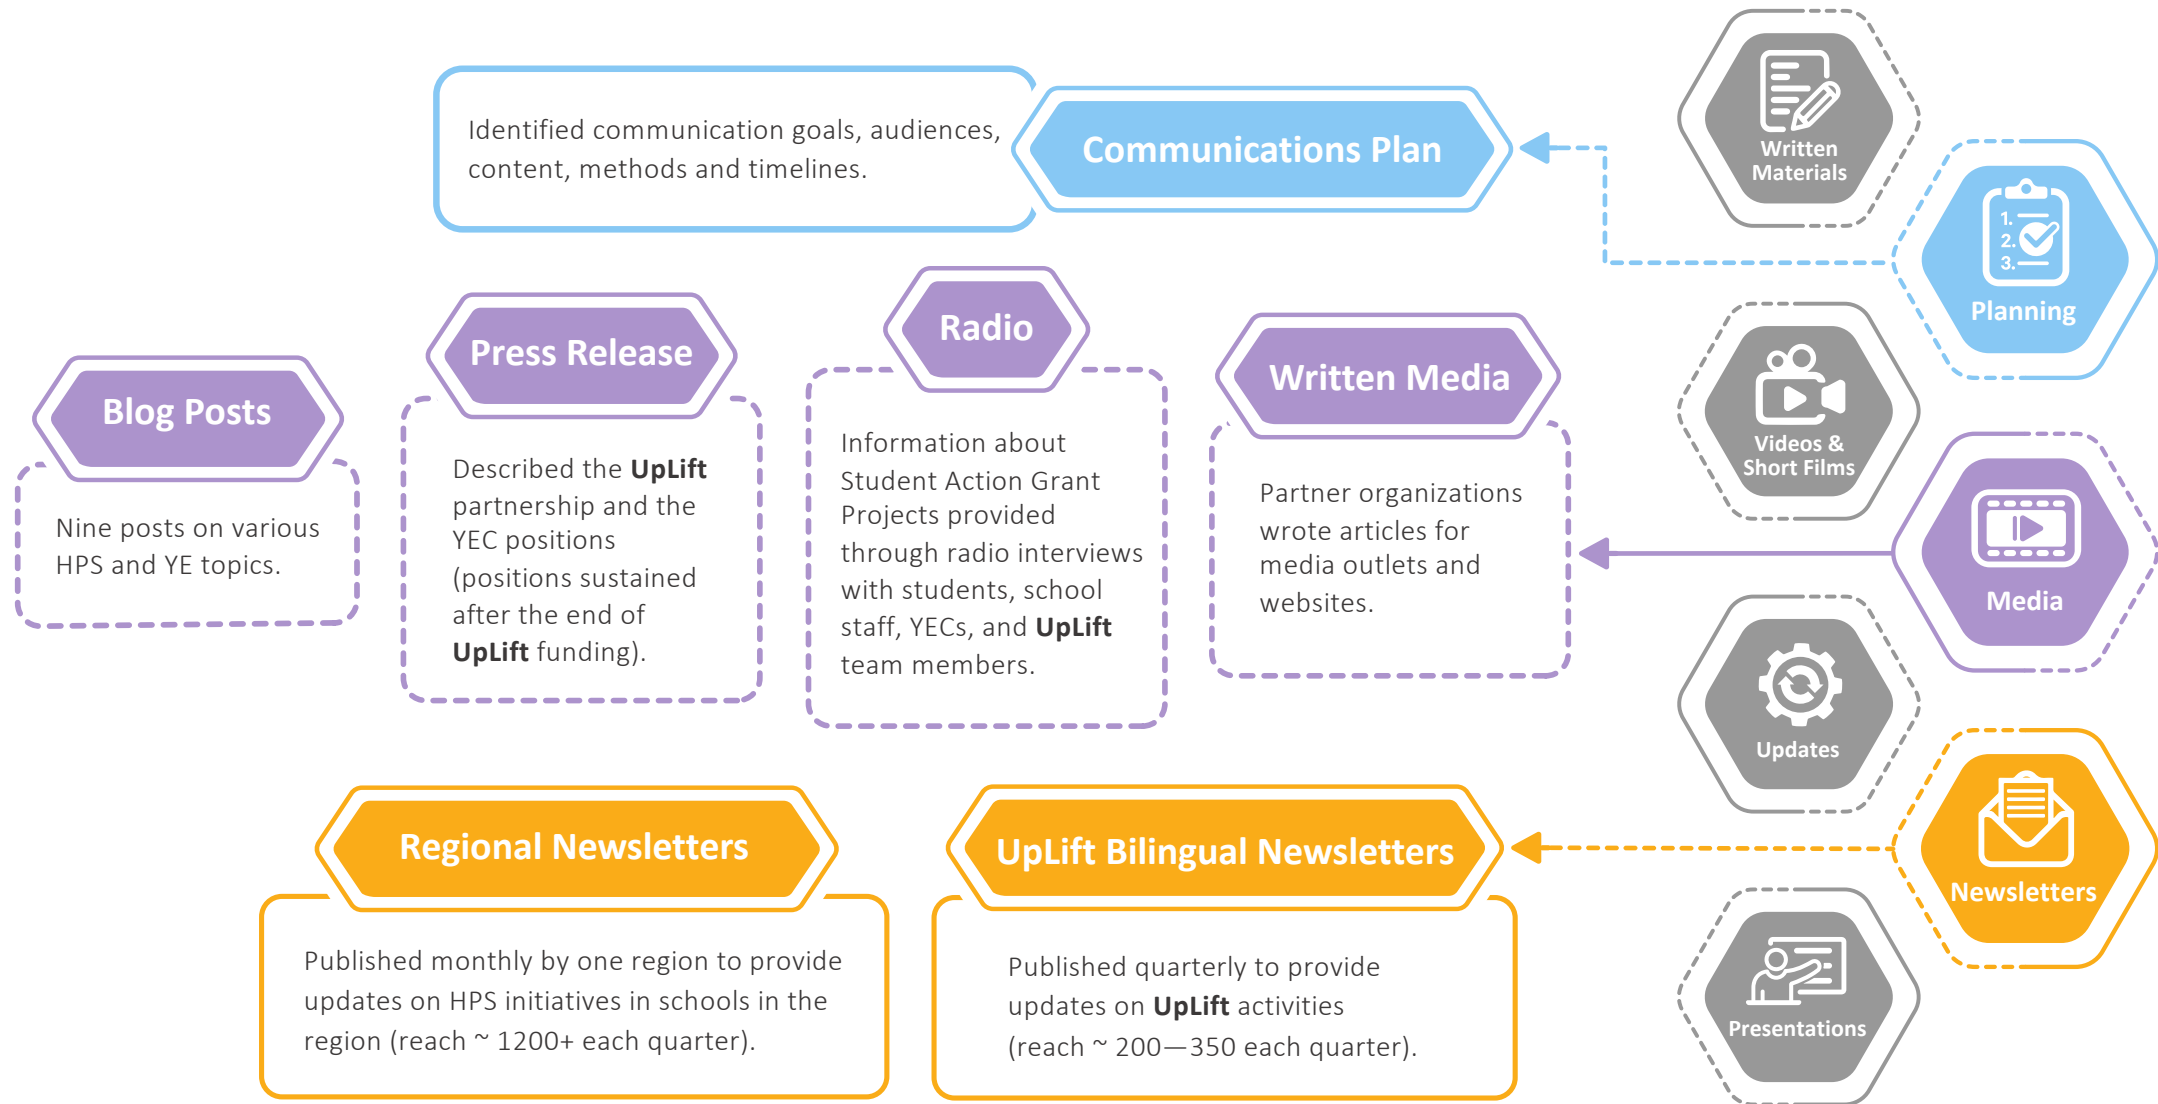 Identified communication goals, audiences,
content, methods and timelines.
Communications Plan
Blog Posts
Nine posts on various
HPS and YE topics.
Press Release
Described the UpLift
partnership and the
YEC positions
(positions sustained
after the end of
UpLift funding).
Radio
Information about
Student Action Grant
Projects provided
through radio interviews
with students, school
staff, YECs, and UpLift
team members.
Written Media
Partner organizations
wrote articles for
media outlets and
websites.
Regional Newsletters
Published monthly by one region to provide
updates on HPS initiatives in schools in the
region (reach ~ 1200+ each quarter).
UpLift Bilingual Newsletters
Published quarterly to provide
updates on UpLift activities
(reach ~ 200—350 each quarter).
Written
Materials
1.
2.
3.
Planning
Videos &
Short Films
Media
Updates
Newsletters
Presentations